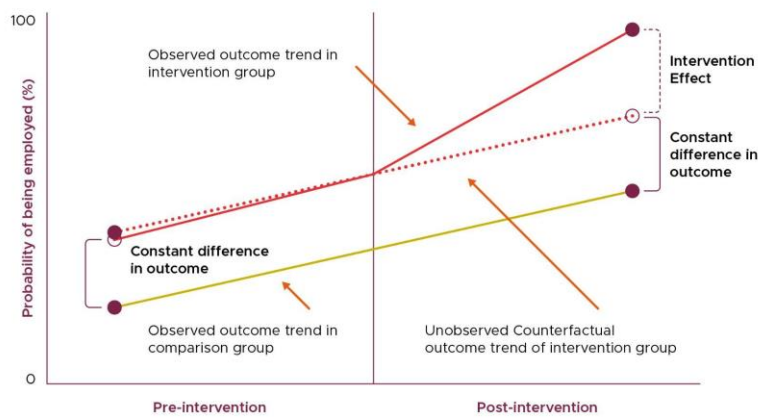 100
Observed outcome trend in
intervention group
Intervention
Effect
Constant
difference in
outcome
Probability of being employed (%)
Constant difference
in outcome
Observed outcome trend in
comparison group
Unobserved Counterfactual
outcome trend of intervention group
0
Pre-intervention
Post-intervention